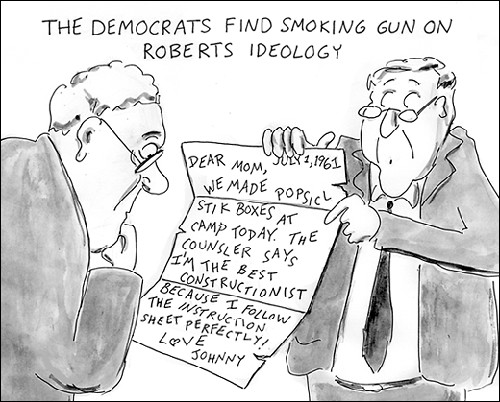 THE DEMOCRATS FIND SMOKING GUN ON
ROBERTS IDEOLOGY
JULY 1, 1961
DEAR MOM,
WE MADE POPSICL
STIK BOXES AT
CAMP TODAY. THE
COUNSLER SAYS
I'M THE BEST
CONSTRUCTIONIST
BECAUSE I FOLLOW
THE INSTRUCTION
SHEET PERFECTLY!
LOVE
JOHNNY